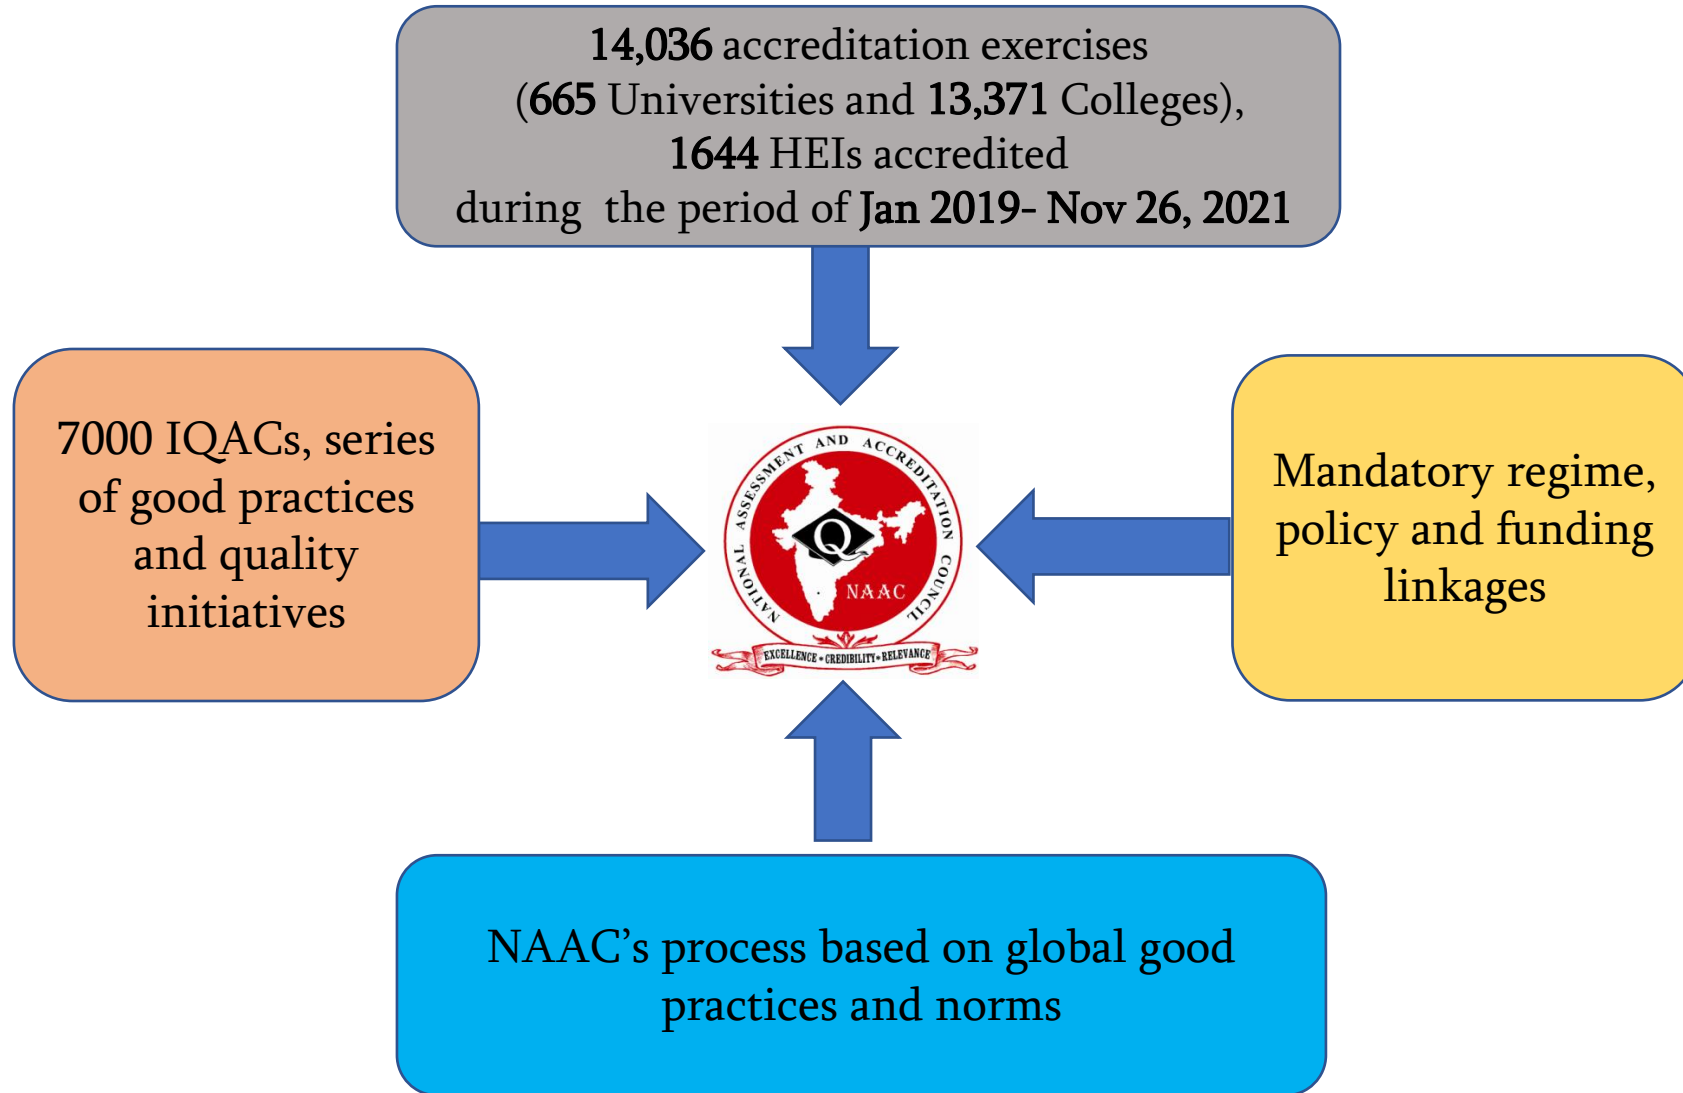 14,036 accreditation exercises
(665 Universities and 13,371 Colleges),
1644 HEIs accredited
during the period of Jan 2019- Nov 26, 2021
7000 IQACs, series
of good practices
and quality
initiatives
NATIONAL ASSESSMENT AND ACCREDITATION COUNCIL
Q
NAAC
EXCELLENCE * CREDIBILITY * RELEVANCE
Mandatory regime,
policy and funding
linkages
NAAC’s process based on global good
practices and norms